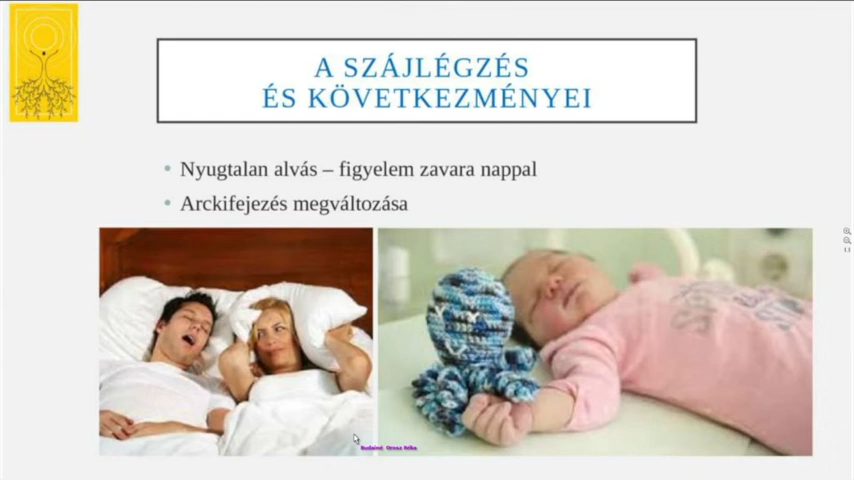 A SZÁJLÉGZÉS
ÉS KÖVETKEZMÉNYEI
• Nyugtalan alvás – figyelem zavara nappal
• Arckifejezés megváltozása